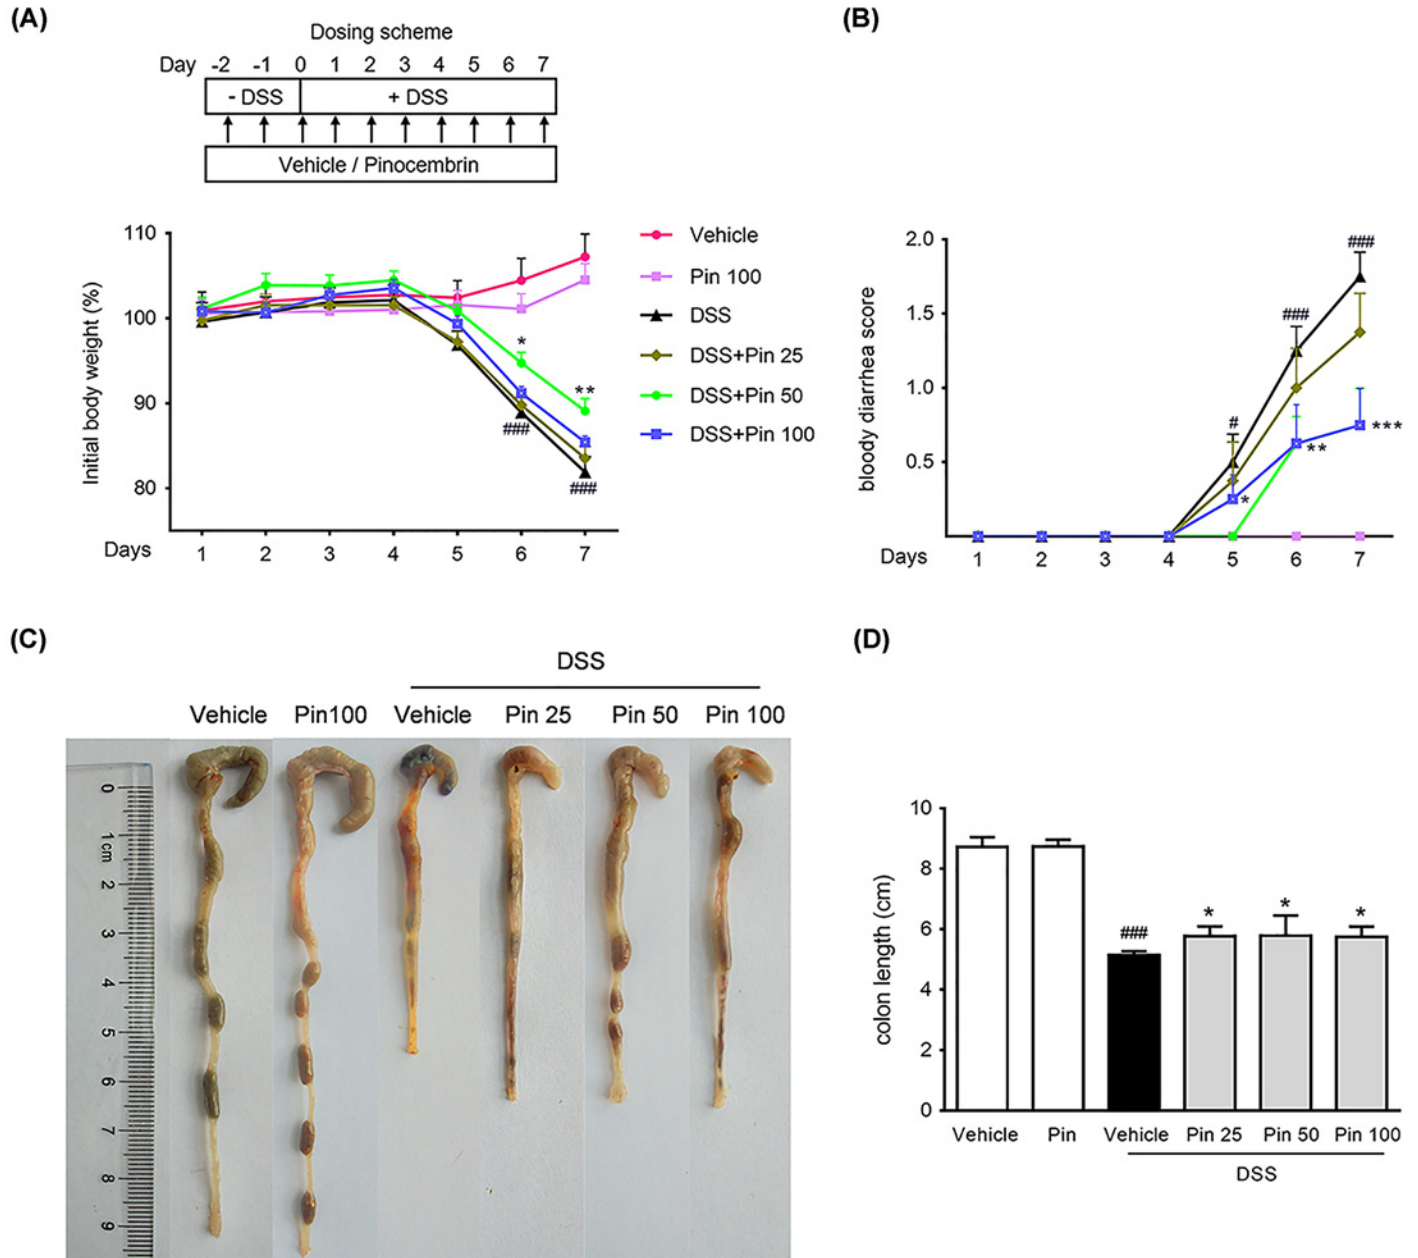 (A)
Dosing scheme
Day -2 -1 0 1 2 3 4 5 6 7
- DSS + DSS
Vehicle / Pinocembrin
Initial body weight (%)
110
100
90
80
*
**
###
###
Days 1 2 3 4 5 6 7
Vehicle
Pin 100
DSS
DSS+Pin 25
DSS+Pin 50
DSS+Pin 100
(B)
bloody diarrhea score
2.0
1.5
1.0
0.5
#
###
###
*
**
***
Days 1 2 3 4 5 6 7
(C)
DSS
Vehicle Pin100 Vehicle Pin 25 Pin 50 Pin 100
0
1cm
2
3
4
5
6
7
8
9
(D)
colon length (cm)
10
8
6
4
2
0
### * * *
Vehicle Pin Vehicle Pin 25 Pin 50 Pin 100
DSS